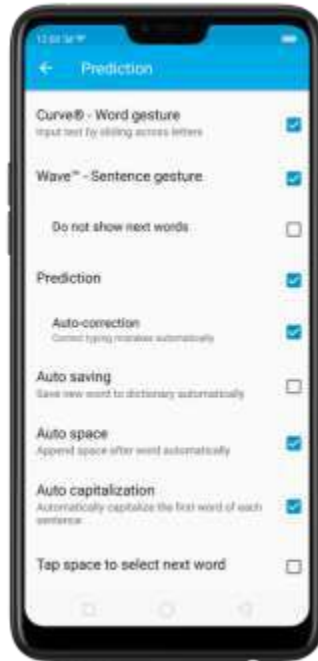 Prediction
Curve® - Word gesture
Input text by sliding across letters
Wave™ - Sentence gesture
Do not show next words
Prediction
Auto-correction
Correct typing mistakes automatically
Auto saving
Save new word to dictionary automatically
Auto space
Append space after word automatically
Auto capitalization
Automatically capitalize the first word of each
sentence
Tap space to select next word